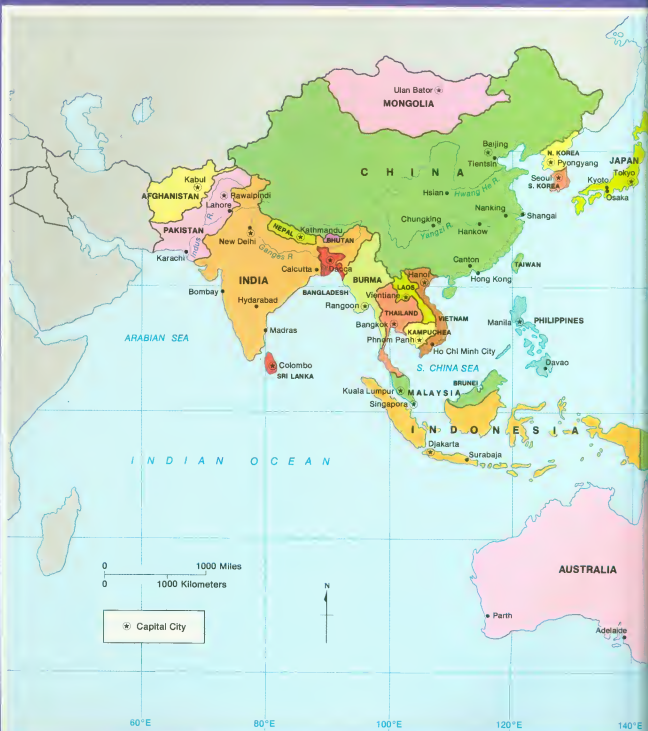 Ulan Bator
MONGOLIA
Baijing
Tientsin
N. KOREA
Pyongyang
JAPAN
Tokyo
Kyoto
Osaka
Seoul
S. KOREA
C H I N A
Hsian
Hwang He R.
Kabul
AFGHANISTAN
Rawalpindi
Lahore
PAKISTAN
Indus R.
Karachi
Nanking
Shangai
Chungking
Yangzi R.
Hankow
New Delhi
NEPAL
Kathmandu
BHUTAN
Ganges R.
Canton
TAIWAN
Hong Kong
INDIA
Calcutta
Dacca
BANGLADESH
BURMA
Hanoi
LAOS
Vientiane
Bombay
Hyderabad
Rangoon
THAILAND
VIETNAM
Manila
PHILIPPINES
Madras
Bangkok
KAMPUCHEA
Phnom Panh
Ho Chi Minh City
ARABIAN SEA
Colombo
SRI LANKA
S. CHINA SEA
Davao
BRUNEI
Kuala Lumpur
MALAYSIA
Singapore
I N D O N E S I A
Djakarta
Surabaja
I N D I A N O C E A N
AUSTRALIA
0 1000 Miles
0 1000 Kilometers
N
Capital City
Parth
Adelaide
60°E 80°E 100°E 120°E 140°E